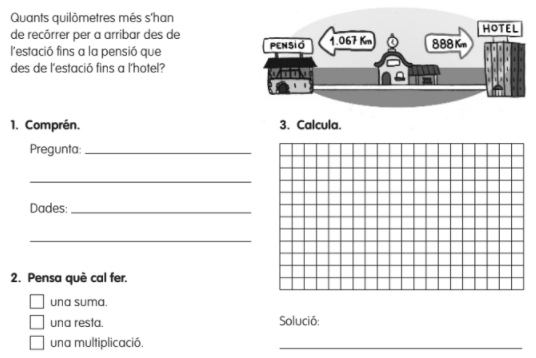 Quants quilòmetres més s'han
de recórrer per a arribar des de
l'estació fins a la pensió que
des de l'estació fins a l'hotel?
PENSIÓ
1.067 Km
888 Km
HOTEL
1. Comprén.
Pregunta:
Dades:
2. Pensa què cal fer.
una suma.
una resta.
una multiplicació.
3. Calcula.
Solució: